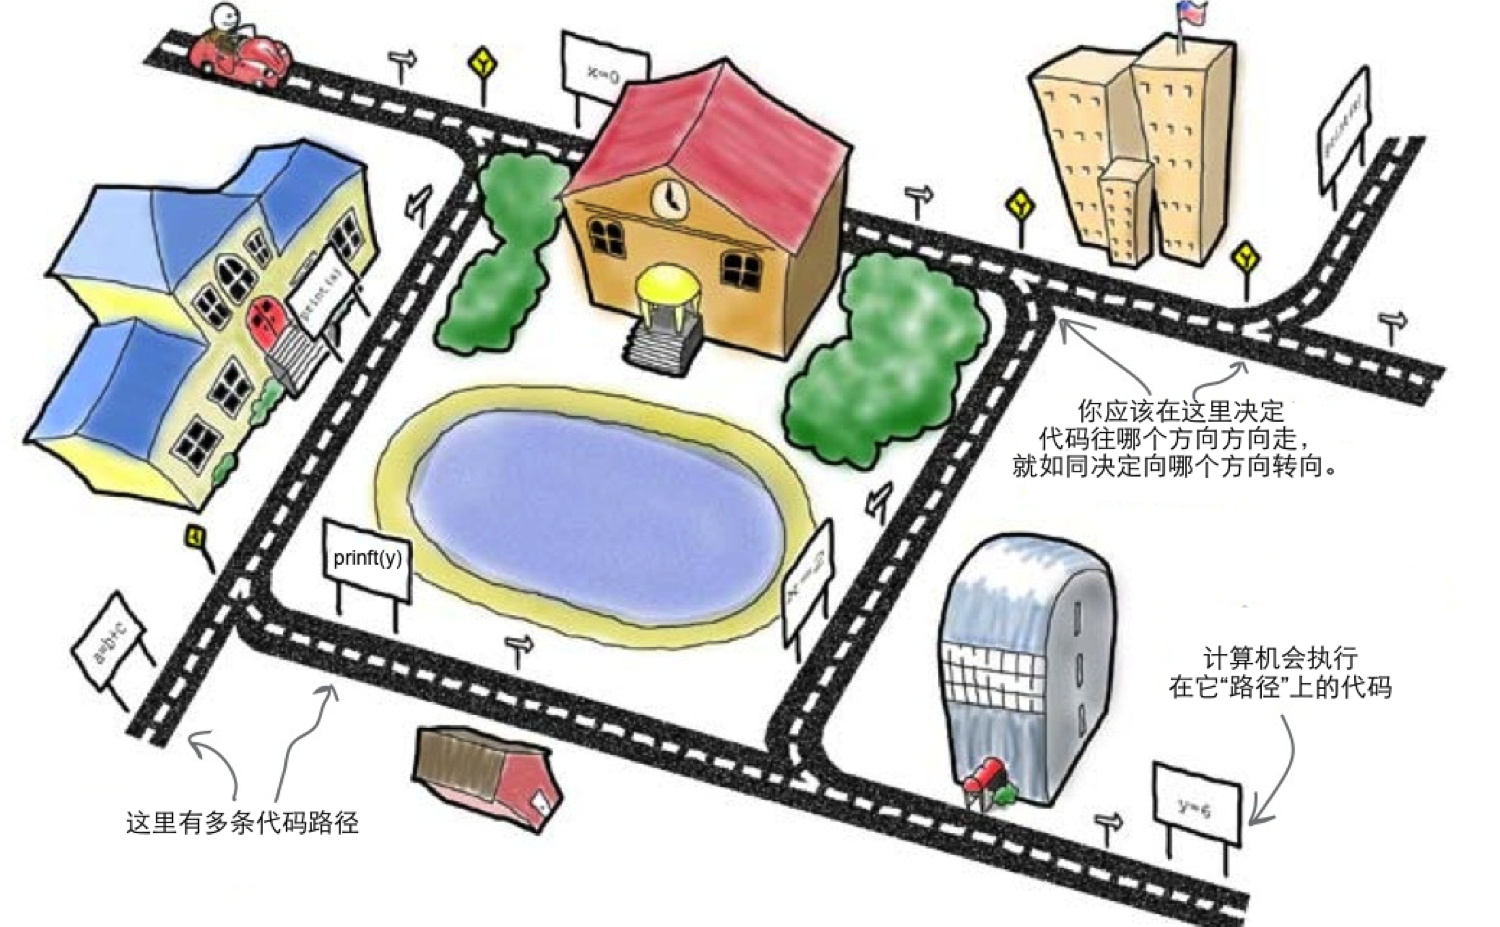 x=0
print(x)
你应该在这里决定
代码往哪个方向方向走，
就如同决定向哪个方向转向。
prinft(y)
x=2
a=b+c
计算机会执行
在它“路径”上的代码
y=6
这里有多条代码路径